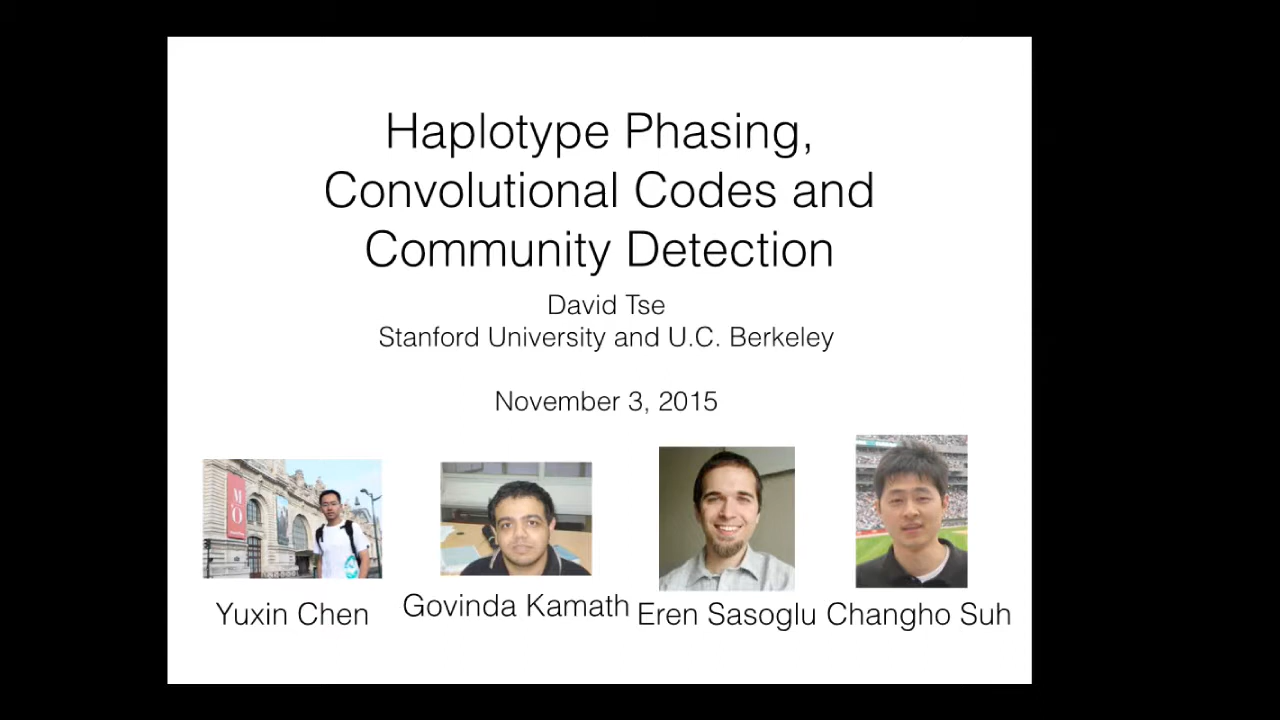 Haplotype Phasing,
Convolutional Codes and
Community Detection
David Tse
Stanford University and U.C. Berkeley
November 3, 2015
M
O
Yuxin Chen
Govinda Kamath
Eren Sasoglu
Changho Suh